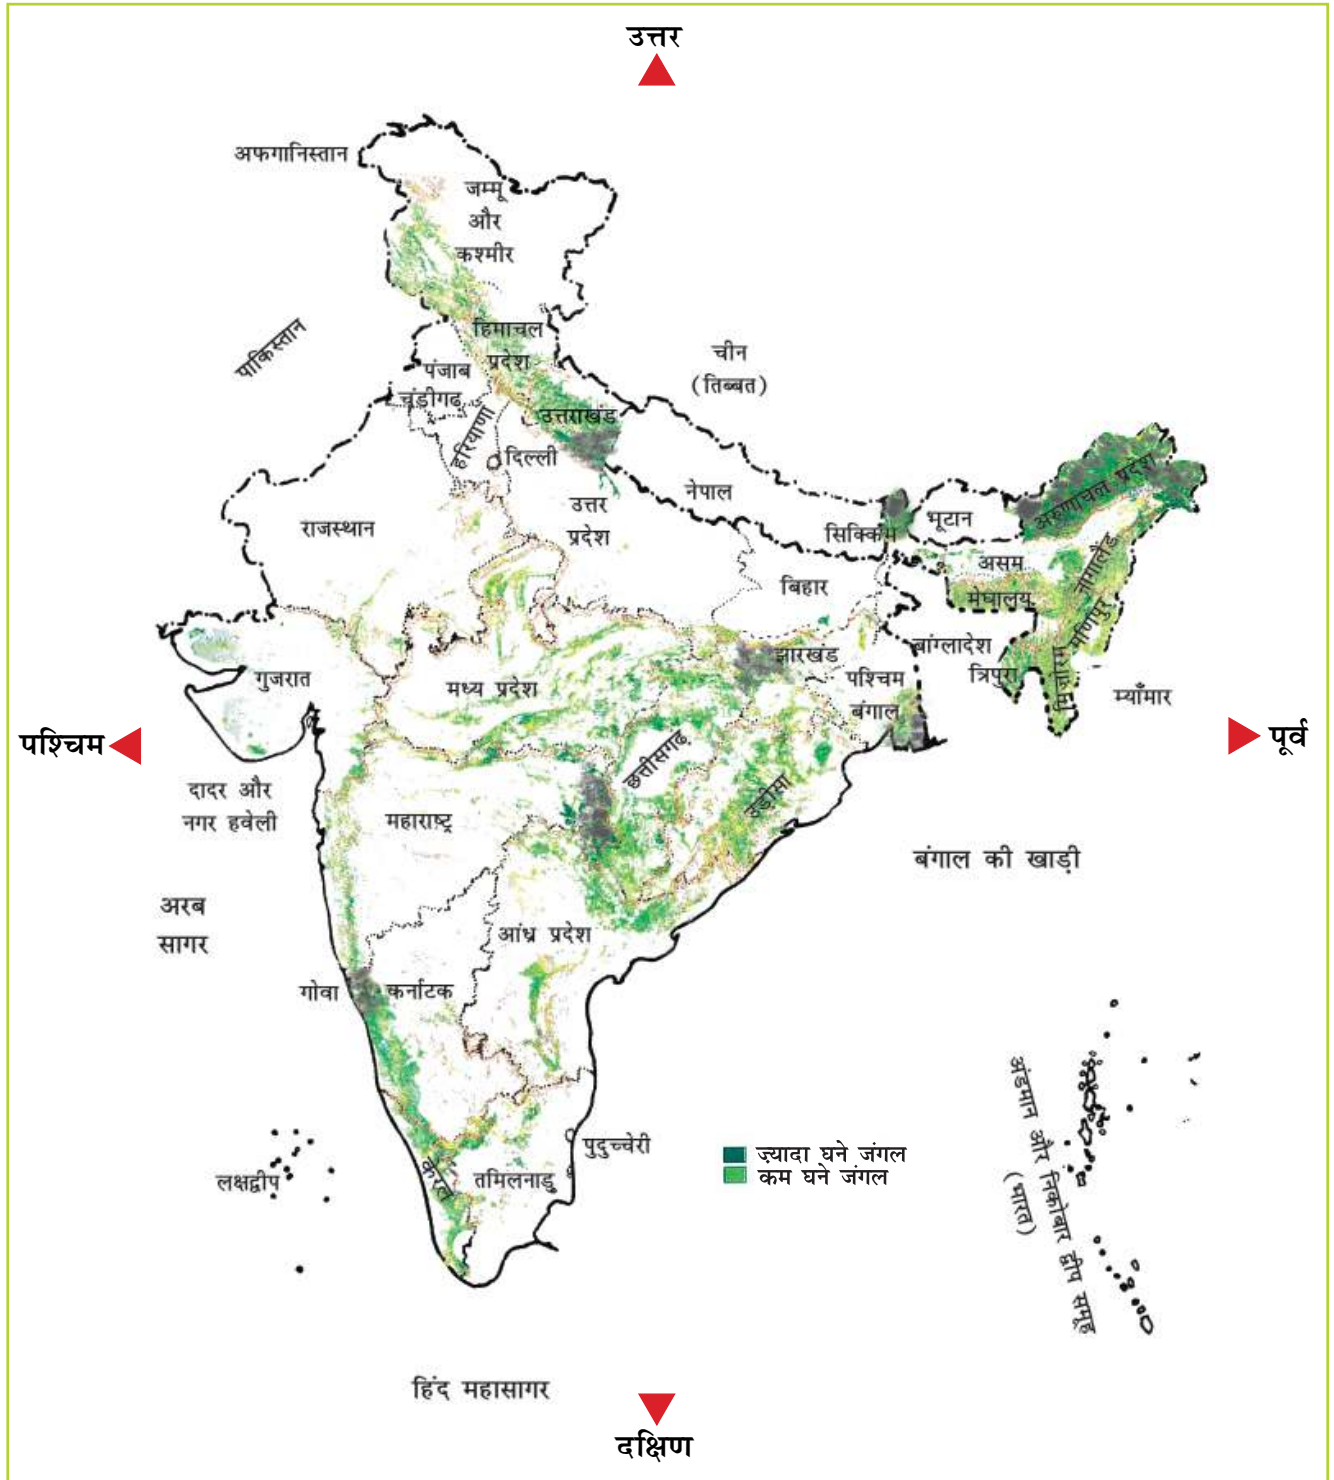 उत्तर
अफगानिस्तान
जम्मू
और
कश्मीर
हिमाचल
प्रदेश
पाकिस्तान
पंजाब
चंडीगढ़
हरियाणा
उत्तराखंड
दिल्ली
चीन
(तिब्बत)
नेपाल
उत्तर
प्रदेश
राजस्थान
सिक्किम
भूटान
अरुणाचल प्रदेश
असम
नागालैंड
मेघालय
मणिपुर
बिहार
झारखंड
बांग्लादेश
त्रिपुरा
मिज़ोरम
म्याँमार
गुजरात
मध्य प्रदेश
पश्चिम
बंगाल
पश्चिम
पूर्व
छत्तीसगढ़
उड़ीसा
दादर और
नगर हवेली
महाराष्ट्र
बंगाल की खाड़ी
अरब
सागर
आंध्र प्रदेश
गोवा
कर्नाटक
पुदुच्चेरी
लक्षद्वीप
केरल
तमिलनाडु
ज़्यादा घने जंगल
कम घने जंगल
अंडमान और निकोबार द्वीप समूह
(भारत)
हिंद महासागर
दक्षिण